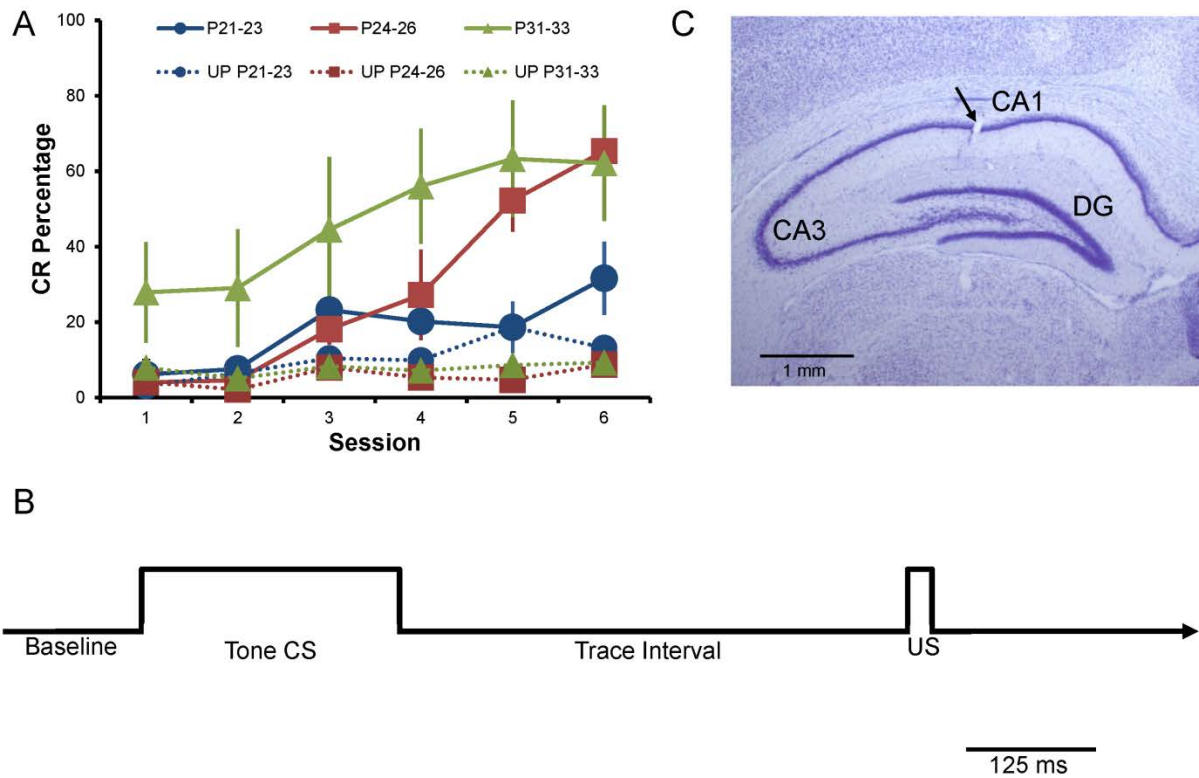 A
100
80
60
40
20
0
CR Percentage
P21-23 P24-26 P31-33
UP P21-23 UP P24-26 UP P31-33
1 2 3 4 5 6
Session
C
CA1
CA3
DG
1 mm
B
Baseline
Tone CS
Trace Interval
US
125 ms